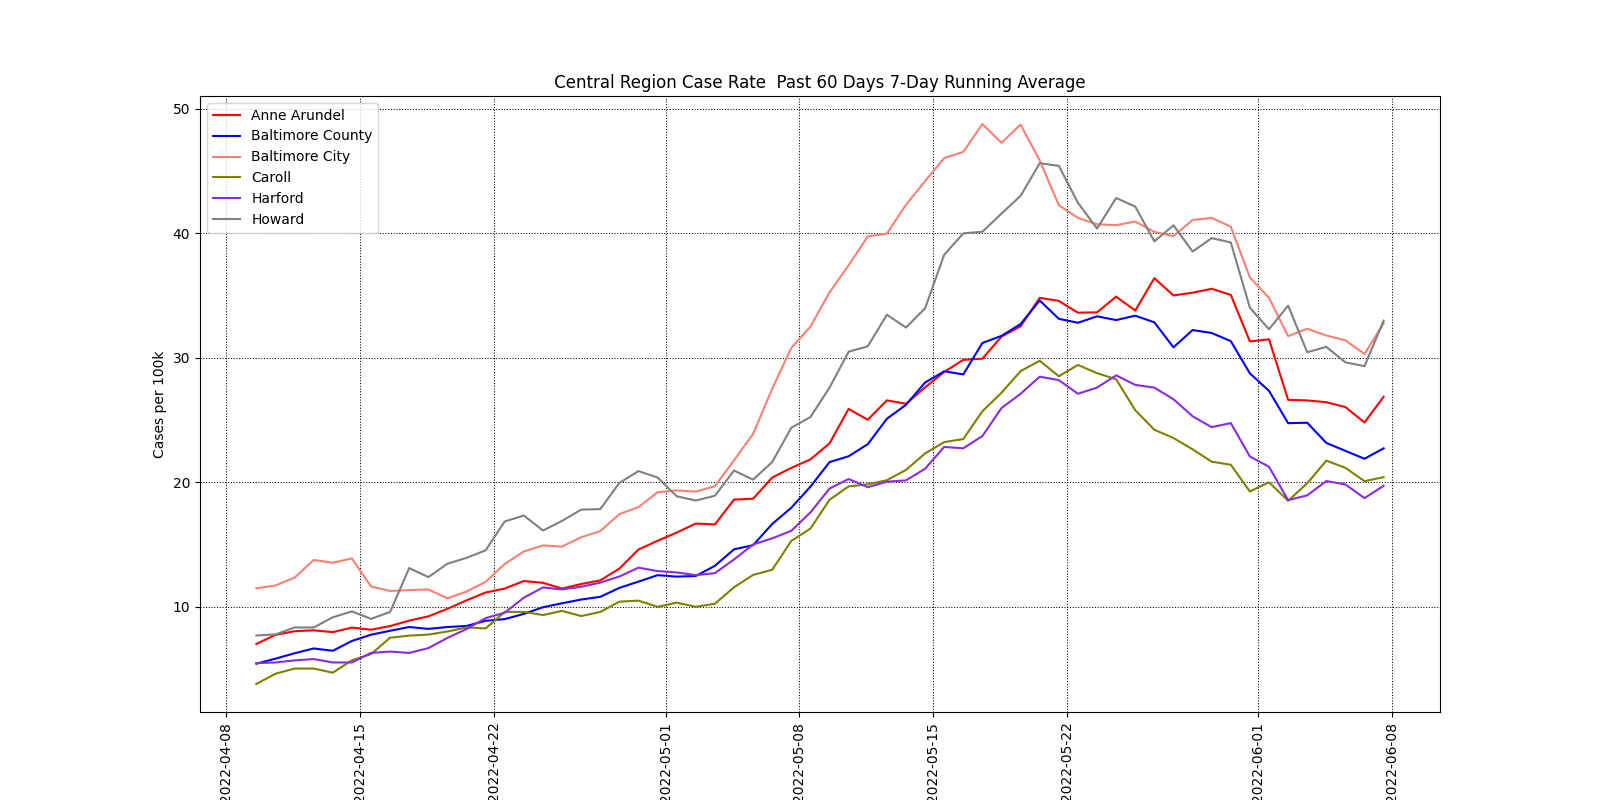 Central Region Case Rate  Past 60 Days 7-Day Running Average
50
40
30
20
10
Cases per 100k
Anne Arundel
Baltimore County
Baltimore City
Caroll
Harford
Howard
2022-04-08
2022-04-15
2022-04-22
2022-05-01
2022-05-08
2022-05-15
2022-05-22
2022-06-01
2022-06-08